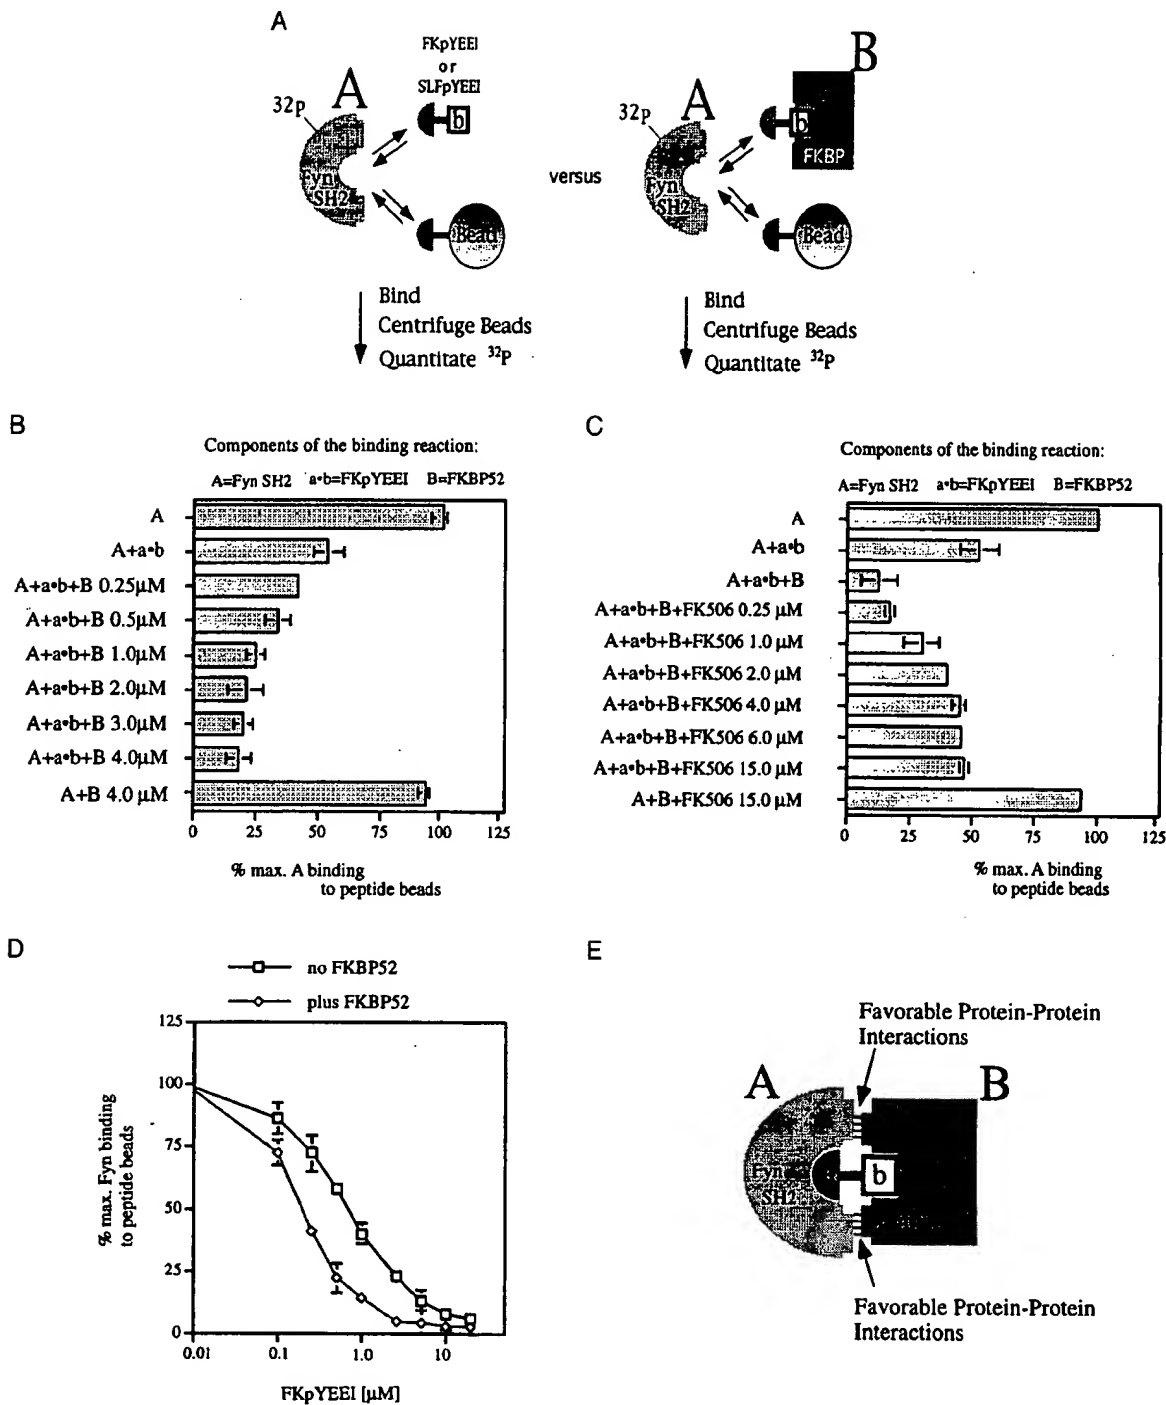 A
FKpYEEI
or
SLFpYEEI
A
32P
b
Fyn
SH2
Bead
Bind
Centrifuge Beads
Quantitate 32P
versus
B
A
32P
b
FKBP
Fyn
SH2
Bead
Bind
Centrifuge Beads
Quantitate 32P
B
Components of the binding reaction:
A=Fyn SH2 a•b=FKpYEEI B=FKBP52
A
A+a•b
A+a•b+B 0.25μM
A+a•b+B 0.5μM
A+a•b+B 1.0μM
A+a•b+B 2.0μM
A+a•b+B 3.0μM
A+a•b+B 4.0μM
A+B 4.0 μM
0 25 50 75 100 125
% max. A binding
to peptide beads
C
Components of the binding reaction:
A=Fyn SH2 a•b=FKpYEEI B=FKBP52
A
A+a•b
A+a•b+B
A+a•b+B+FK506 0.25 μM
A+a•b+B+FK506 1.0 μM
A+a•b+B+FK506 2.0 μM
A+a•b+B+FK506 4.0 μM
A+a•b+B+FK506 6.0 μM
A+a•b+B+FK506 15.0 μM
A+B+FK506 15.0 μM
0 25 50 75 100 125
% max. A binding
to peptide beads
D
no FKBP52
plus FKBP52
125
100
75
50
25
0
% max. Fyn binding
to peptide beads
0.01 0.1 1.0 10
FKpYEEI [μM]
E
Favorable Protein-Protein
Interactions
A
B
Fyn
SH2
b
Favorable Protein-Protein
Interactions